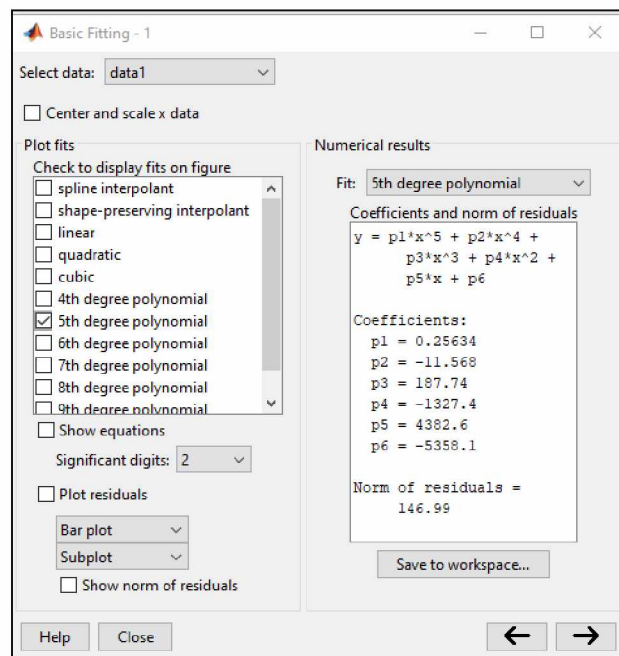 Basic Fitting - 1
Select data: data1
Center and scale x data
Plot fits
Check to display fits on figure
spline interpolant
shape-preserving interpolant
linear
quadratic
cubic
4th degree polynomial
5th degree polynomial
6th degree polynomial
7th degree polynomial
8th degree polynomial
9th degree polynomial
Show equations
Significant digits: 2
Plot residuals
Bar plot
Subplot
Show norm of residuals
Numerical results
Fit: 5th degree polynomial
Coefficients and norm of residuals
y = p1*x^5 + p2*x^4 +
p3*x^3 + p4*x^2 +
p5*x + p6
Coefficients:
p1 = 0.25634
p2 = -11.568
p3 = 187.74
p4 = -1327.4
p5 = 4382.6
p6 = -5358.1
Norm of residuals =
146.99
Save to workspace...
Help Close